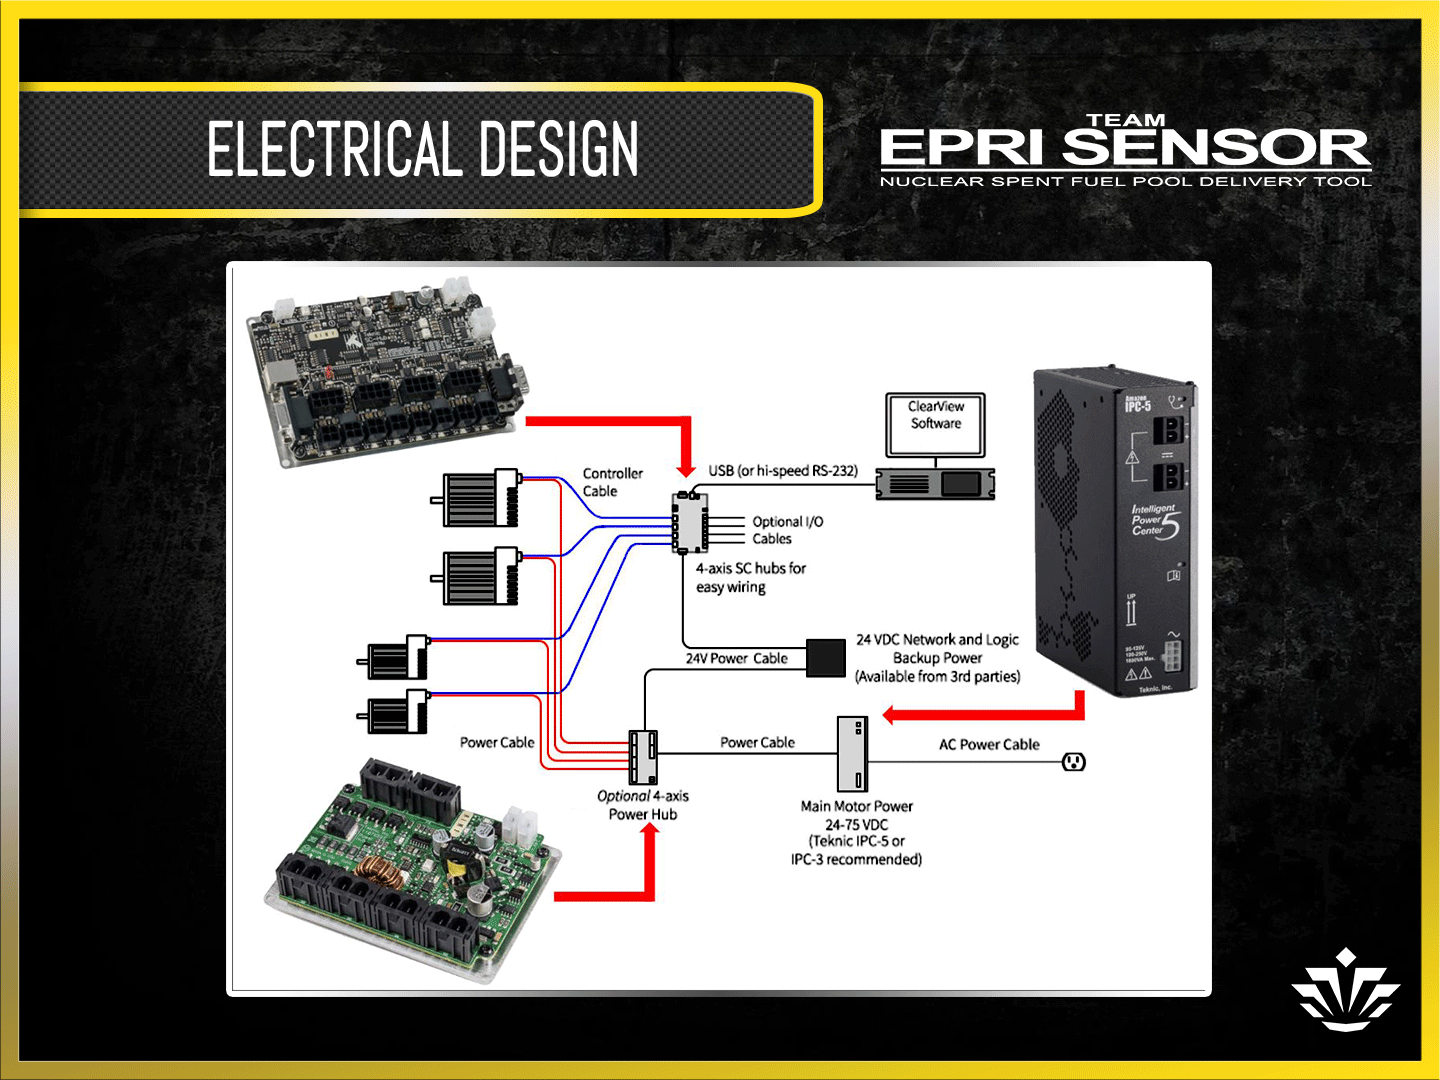 ELECTRICAL DESIGN
TEAM
EPRI SENSOR
NUCLEAR SPENT FUEL POOL DELIVERY TOOL
ClearView
Software
Controller
Cable
USB (or hi-speed RS-232)
Optional I/O
Cables
4-axis SC hubs for
easy wiring
24V Power Cable
24 VDC Network and Logic
Backup Power
(Available from 3rd parties)
Power Cable
Power Cable
AC Power Cable
Optional 4-axis
Power Hub
Main Motor Power
24-75 VDC
(Teknic IPC-5 or
IPC-3 recommended)
Amazon
IPC-5
Intelligent
Power
Center 5
UP
Teknic, Inc.